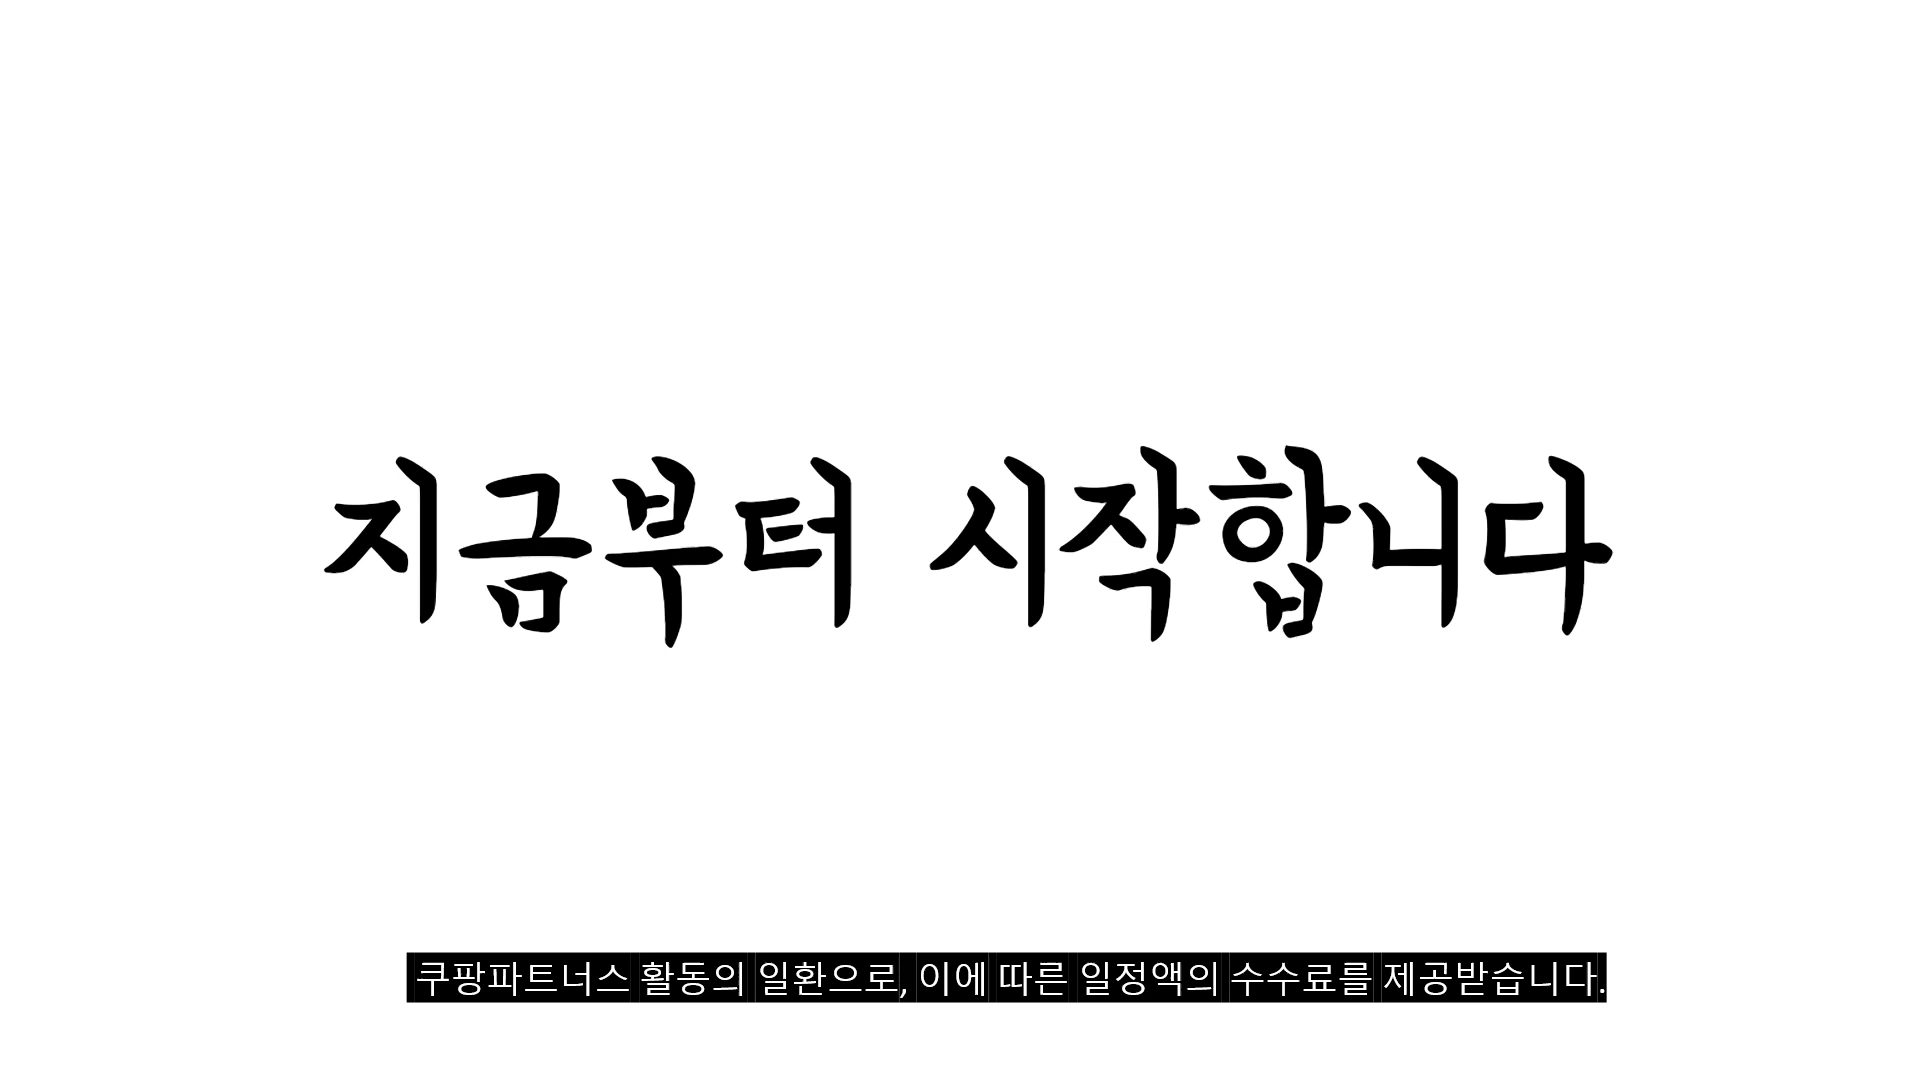 지금부터 시작합니다
쿠팡파트너스 활동의 일환으로, 이에 따른 일정액의 수수료를 제공받습니다.